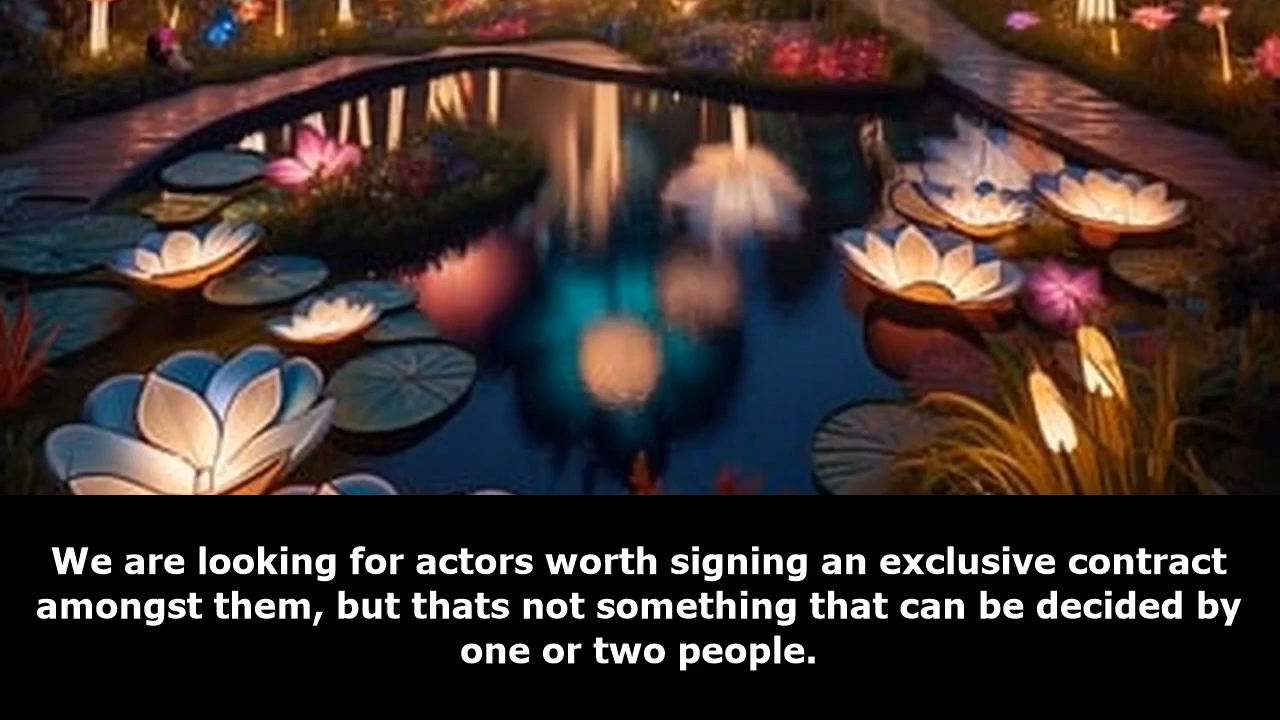 We are looking for actors worth signing an exclusive contract
amongst them, but thats not something that can be decided by
one or two people.